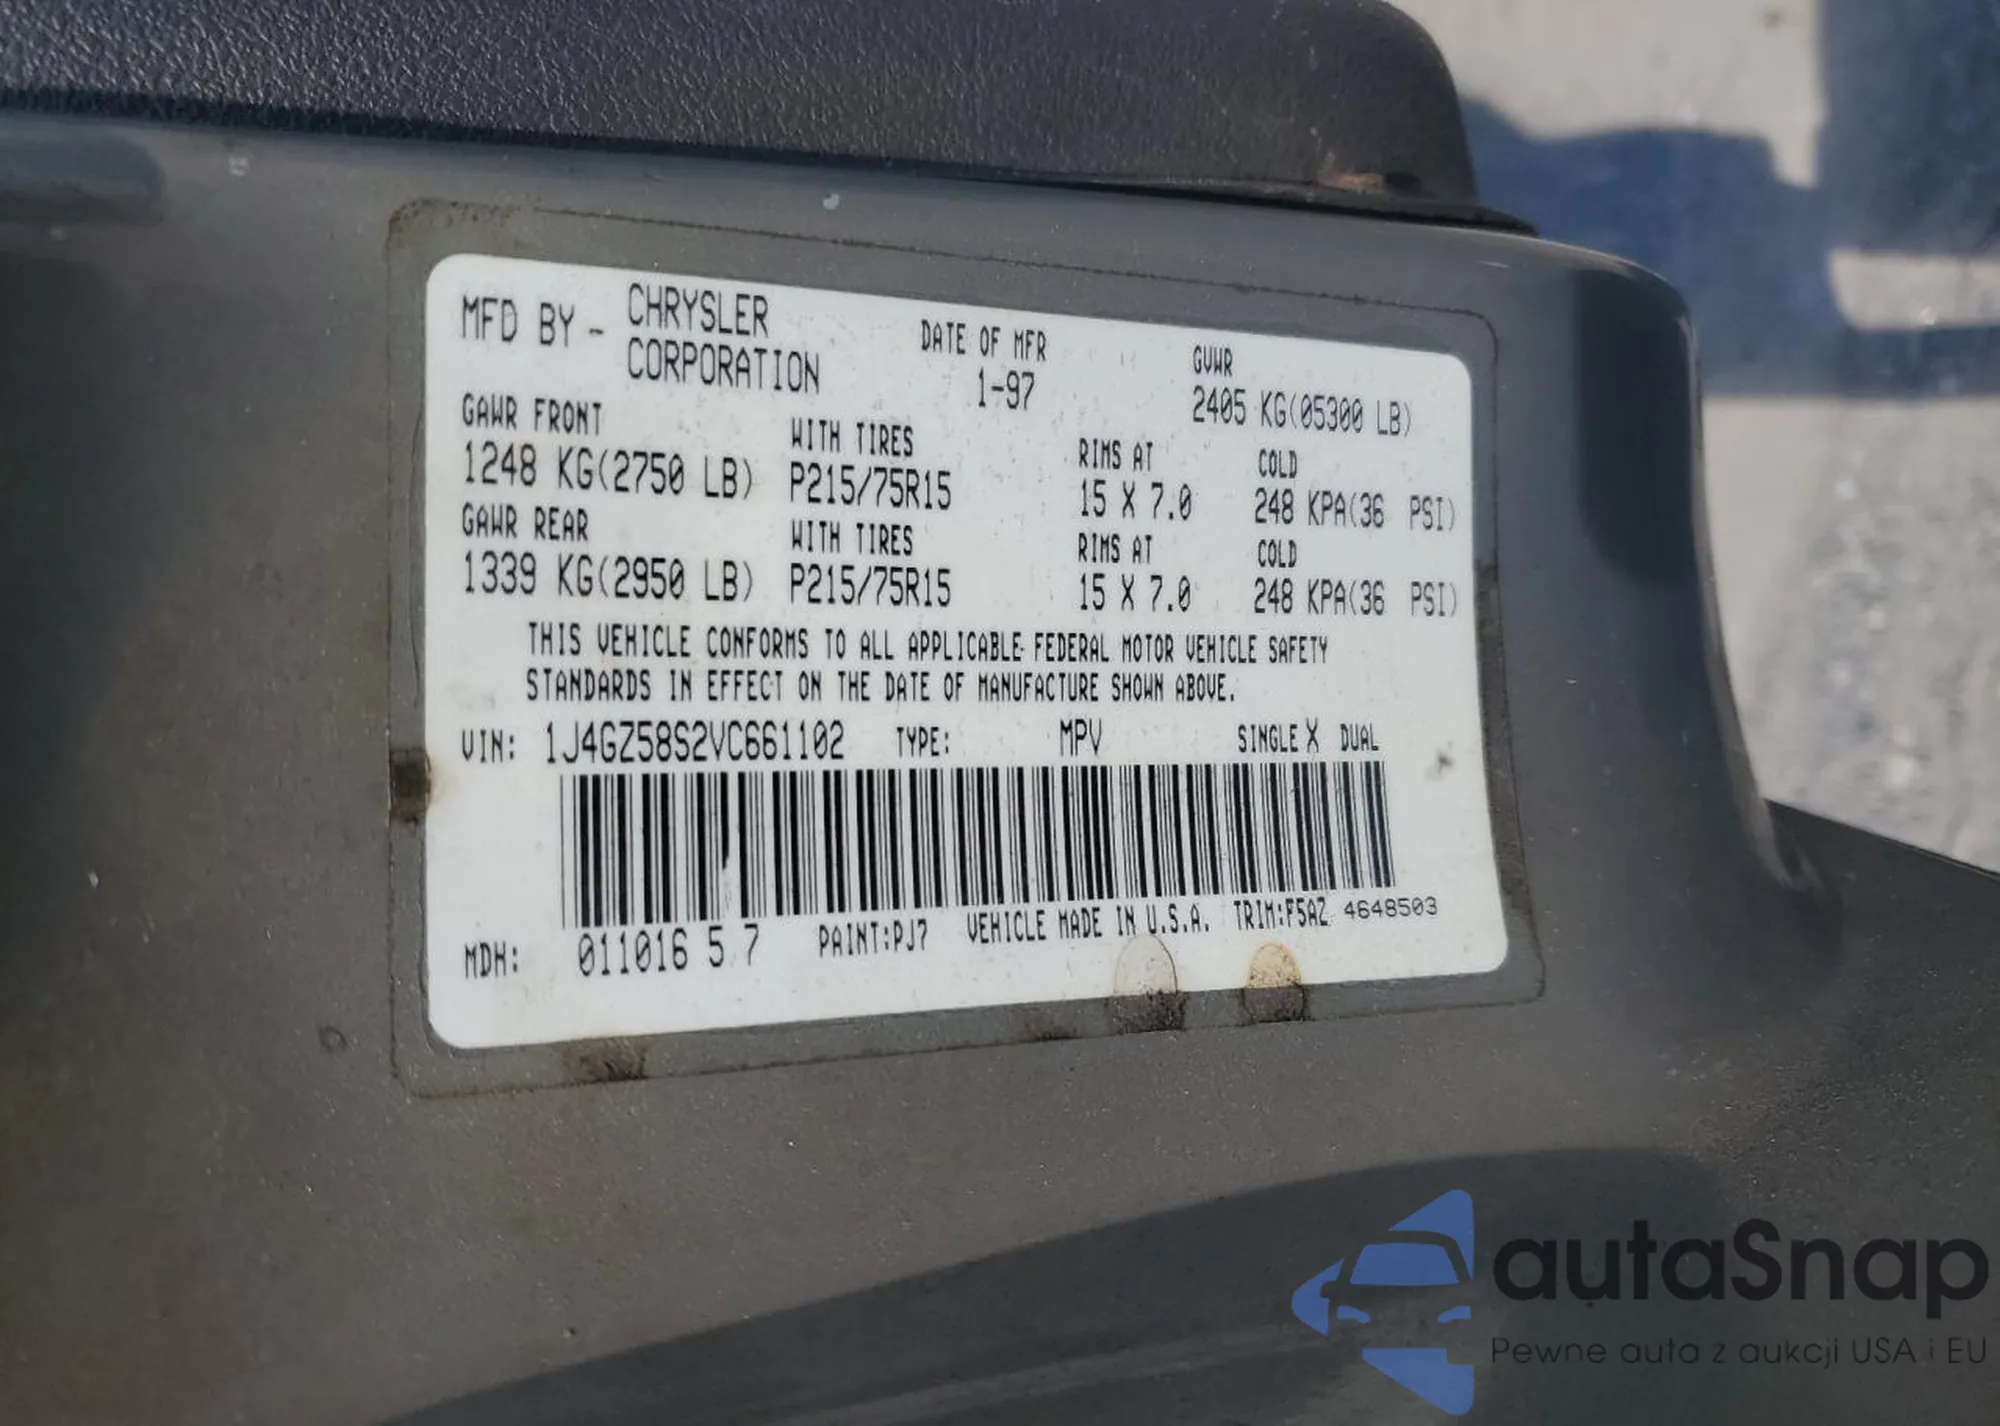 MFD BY - CHRYSLER CORPORATION
DATE OF MFR 1-97
GVWR 2405 KG(05300 LB)
GAWR FRONT WITH TIRES RIMS AT COLD
1248 KG(2750 LB) P215/75R15 15 X 7.0 248 KPA(36 PSI)
GAWR REAR WITH TIRES RIMS AT COLD
1339 KG(2950 LB) P215/75R15 15 X 7.0 248 KPA(36 PSI)
THIS VEHICLE CONFORMS TO ALL APPLICABLE FEDERAL MOTOR VEHICLE SAFETY
STANDARDS IN EFFECT ON THE DATE OF MANUFACTURE SHOWN ABOVE.
VIN: 1J4GZ58S2VC661102 TYPE: MPV SINGLE X DUAL
MDH: 011016 5 7 PAINT:PJ7 VEHICLE MADE IN U.S.A. TRIM:F5AZ 4648503
autaSnap
Pewne auta z aukcji USA i EU